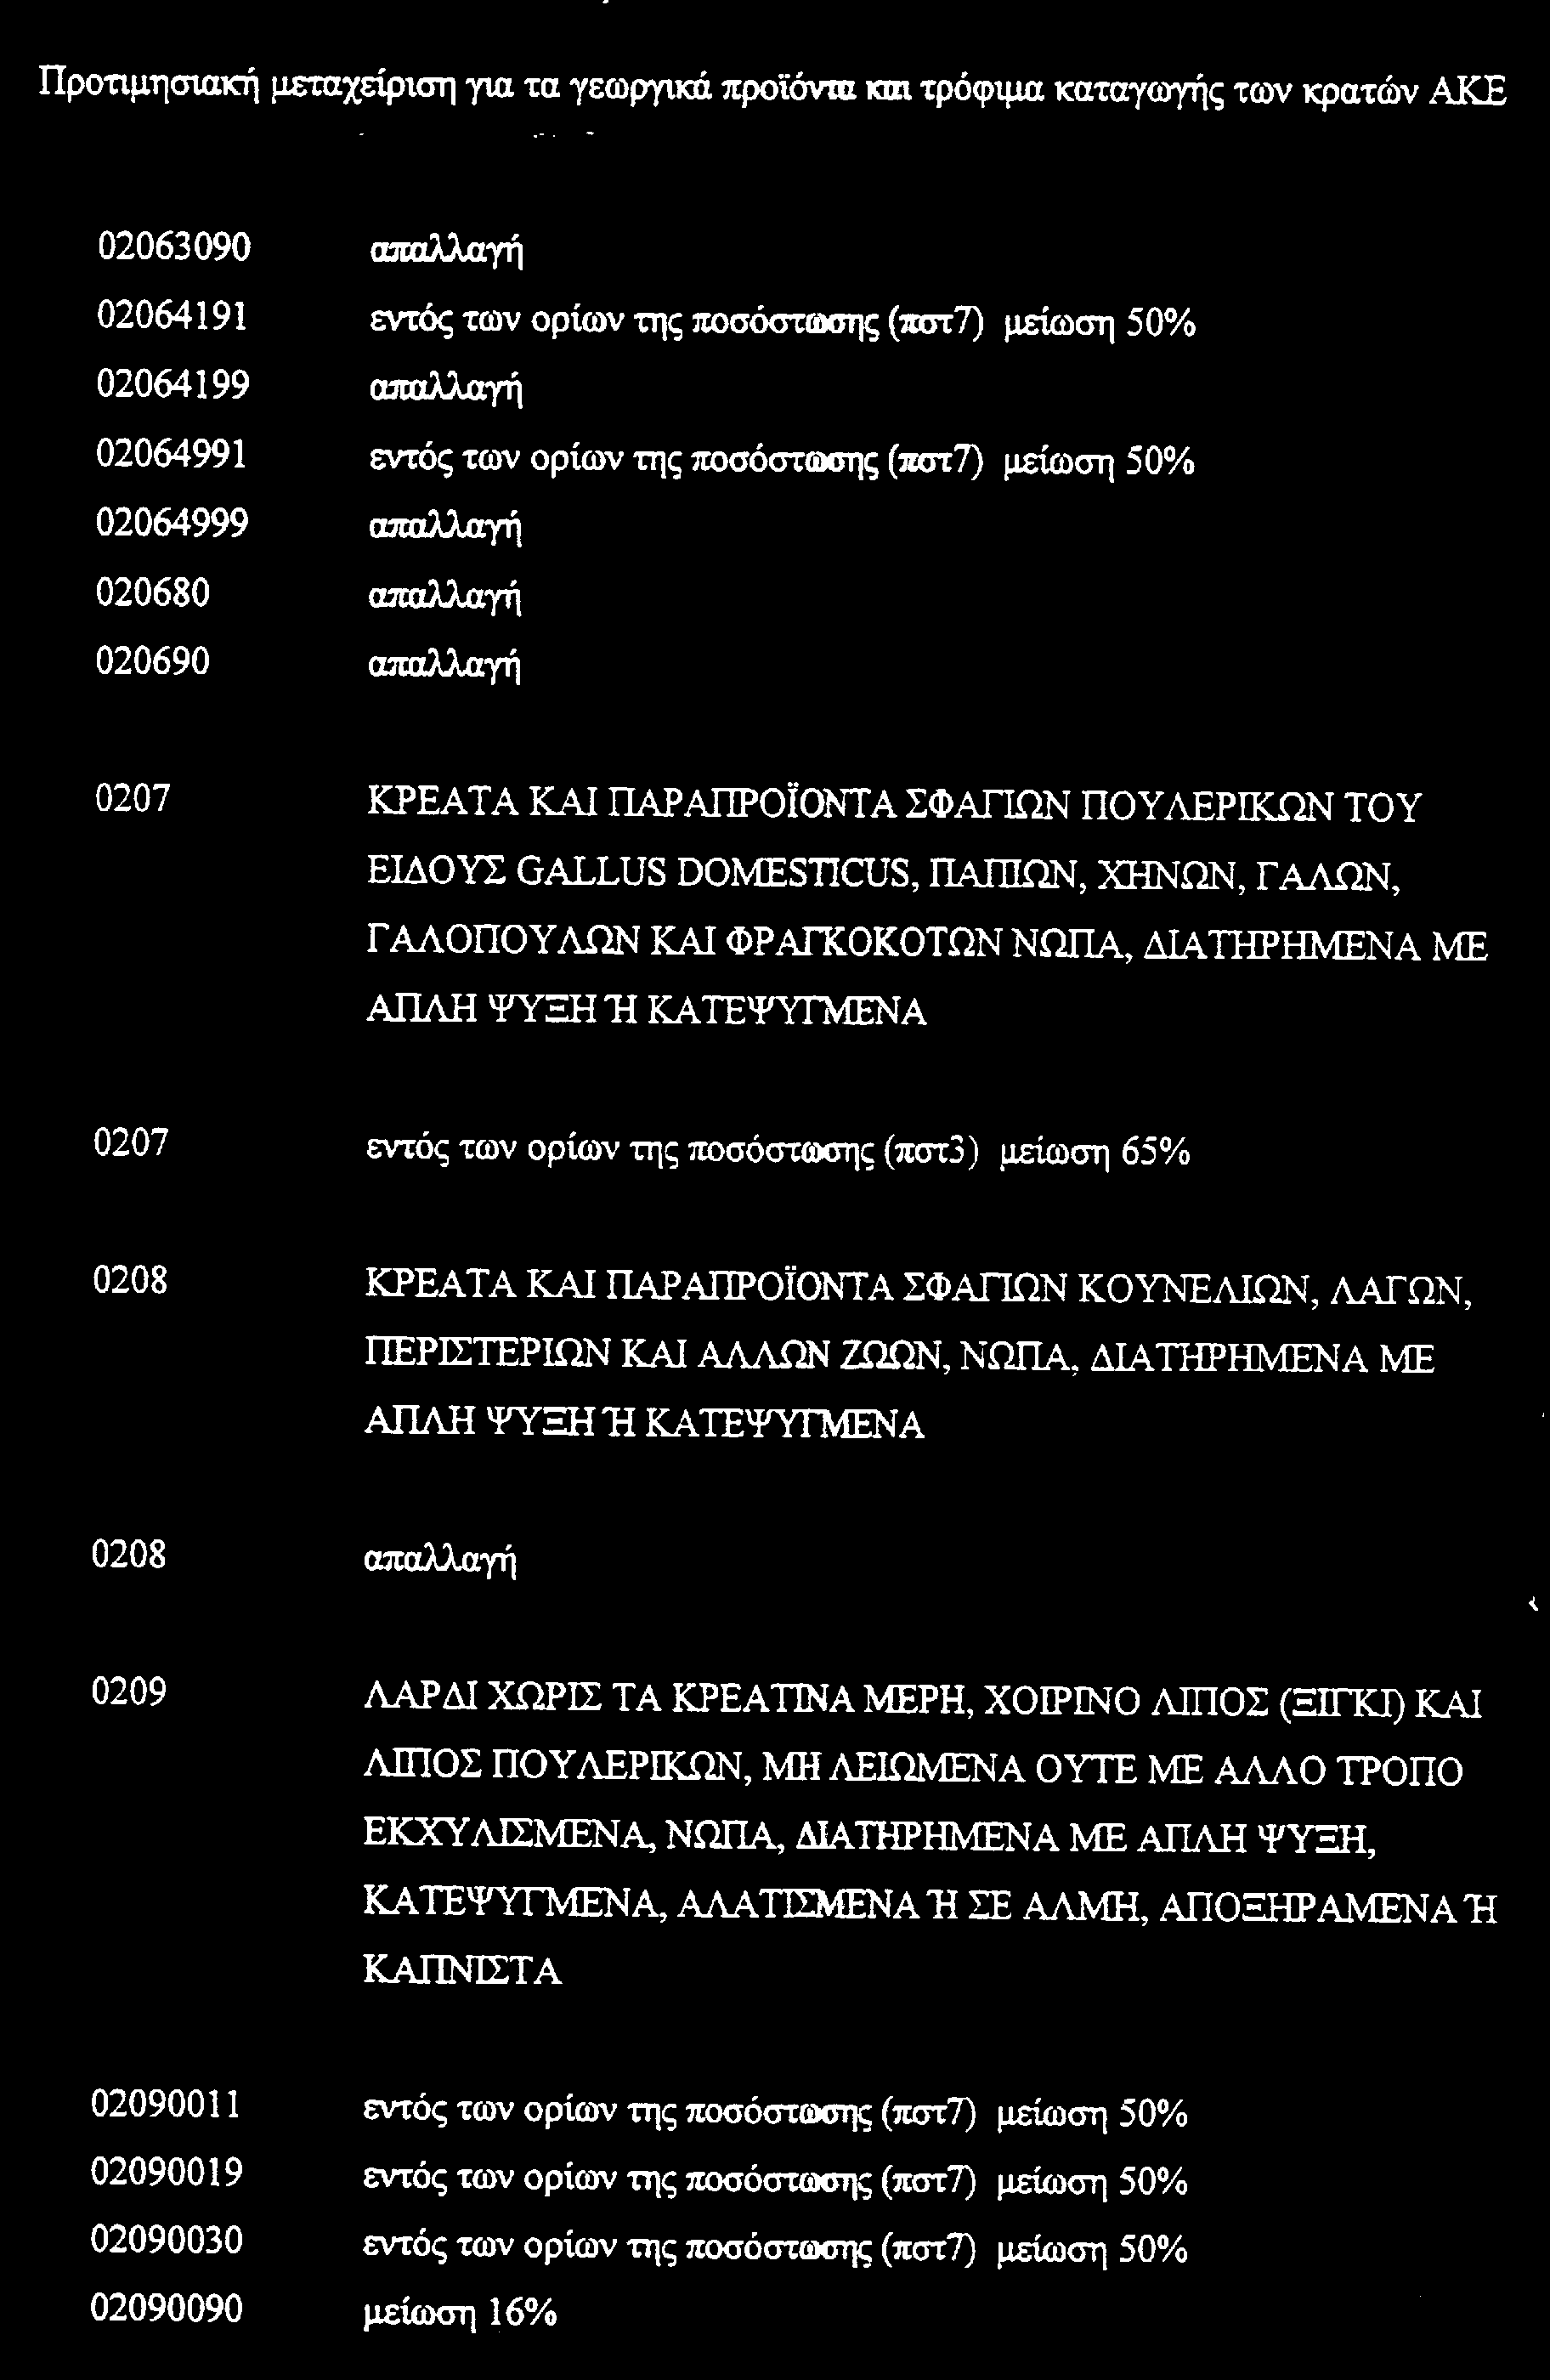 Προτιμησιακή μεταχείριση για τα γεωργικά προϊόντα και τρόφιμα καταγωγής των κρατών ΑΚΕ
02063090 απαλλαγή
02064191 εντός των ορίων της ποσόστωσης (ποστ7) μείωση 50%
02064199 απαλλαγή
02064991 εντός των ορίων της ποσόστωσης (ποστ7) μείωση 50%
02064999 απαλλαγή
020680 απαλλαγή
020690 απαλλαγή
0207 ΚΡΕΑΤΑ ΚΑΙ ΠΑΡΑΠΡΟΪΟΝΤΑ ΣΦΑΓΙΩΝ ΠΟΥΛΕΡΙΚΩΝ ΤΟΥ
ΕΙΔΟΥΣ GALLUS DOMESTICUS, ΠΑΠΙΩΝ, ΧΗΝΩΝ, ΓΑΛΩΝ,
ΓΑΛΟΠΟΥΛΩΝ ΚΑΙ ΦΡΑΓΚΟΚΟΤΩΝ ΝΩΠΑ, ΔΙΑΤΗΡΗΜΕΝΑ ΜΕ
ΑΠΛΗ ΨΥΞΗ Ή ΚΑΤΕΨΥΓΜΕΝΑ
0207 εντός των ορίων της ποσόστωσης (πστ3) μείωση 65%
0208 ΚΡΕΑΤΑ ΚΑΙ ΠΑΡΑΠΡΟΪΟΝΤΑ ΣΦΑΓΙΩΝ ΚΟΥΝΕΛΙΩΝ, ΛΑΓΩΝ,
ΠΕΡΙΣΤΕΡΙΩΝ ΚΑΙ ΑΛΛΩΝ ΖΩΩΝ, ΝΩΠΑ, ΔΙΑΤΗΡΗΜΕΝΑ ΜΕ
ΑΠΛΗ ΨΥΞΗ Ή ΚΑΤΕΨΥΓΜΕΝΑ
0208 απαλλαγή
0209 ΛΑΡΔΙ ΧΩΡΙΣ ΤΑ ΚΡΕΑΤΙΝΑ ΜΕΡΗ, ΧΟΙΡΙΝΟ ΛΙΠΟΣ (ΞΙΓΚΙ) ΚΑΙ
ΛΙΠΟΣ ΠΟΥΛΕΡΙΚΩΝ, ΜΗ ΛΕΙΩΜΕΝΑ ΟΥΤΕ ΜΕ ΑΛΛΟ ΤΡΟΠΟ
ΕΚΧΥΛΙΣΜΕΝΑ, ΝΩΠΑ, ΔΙΑΤΗΡΗΜΕΝΑ ΜΕ ΑΠΛΗ ΨΥΞΗ,
ΚΑΤΕΨΥΓΜΕΝΑ, ΑΛΑΤΙΣΜΕΝΑ Ή ΣΕ ΑΛΜΗ, ΑΠΟΞΗΡΑΜΕΝΑ Ή
ΚΑΠΝΙΣΤΑ
02090011 εντός των ορίων της ποσόστωσης (πστ7) μείωση 50%
02090019 εντός των ορίων της ποσόστωσης (πστ7) μείωση 50%
02090030 εντός των ορίων της ποσόστωσης (πστ7) μείωση 50%
02090090 μείωση 16%